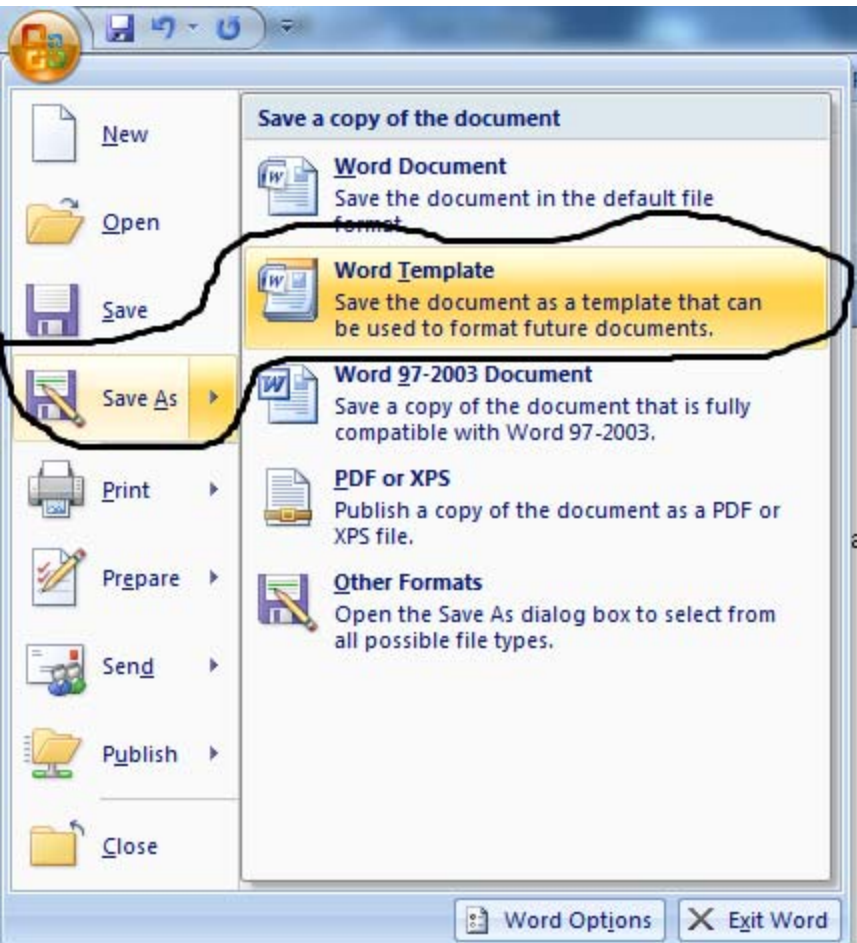 New
Open
Save
Save As
Print
Prepare
Send
Publish
Close
Save a copy of the document
Word Document
Save the document in the default file
format.
Word Template
Save the document as a template that can
be used to format future documents.
Word 97-2003 Document
Save a copy of the document that is fully
compatible with Word 97-2003.
PDF or XPS
Publish a copy of the document as a PDF or
XPS file.
Other Formats
Open the Save As dialog box to select from
all possible file types.
Word Options
Exit Word